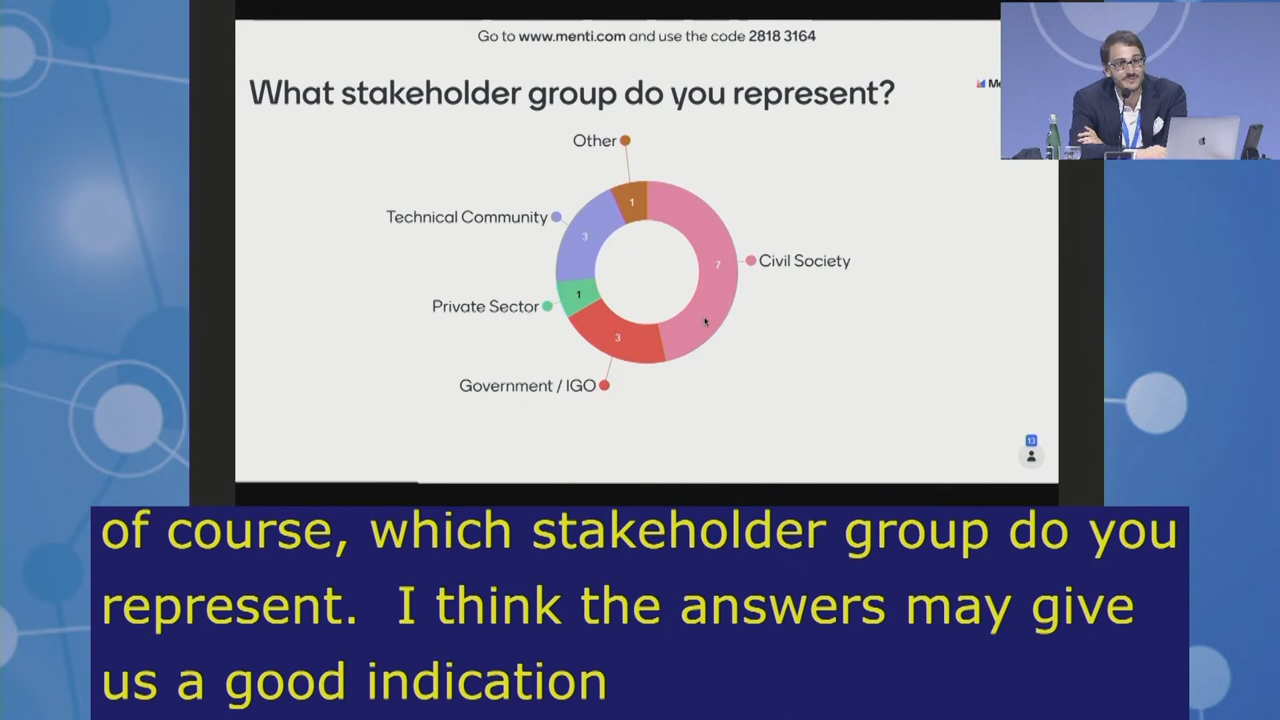 Go to www.menti.com and use the code 2818 3164
What stakeholder group do you represent?
Other
1
Technical Community
3
7
Civil Society
Private Sector
1
3
Government / IGO
13
of course, which stakeholder group do you
represent.  I think the answers may give
us a good indication